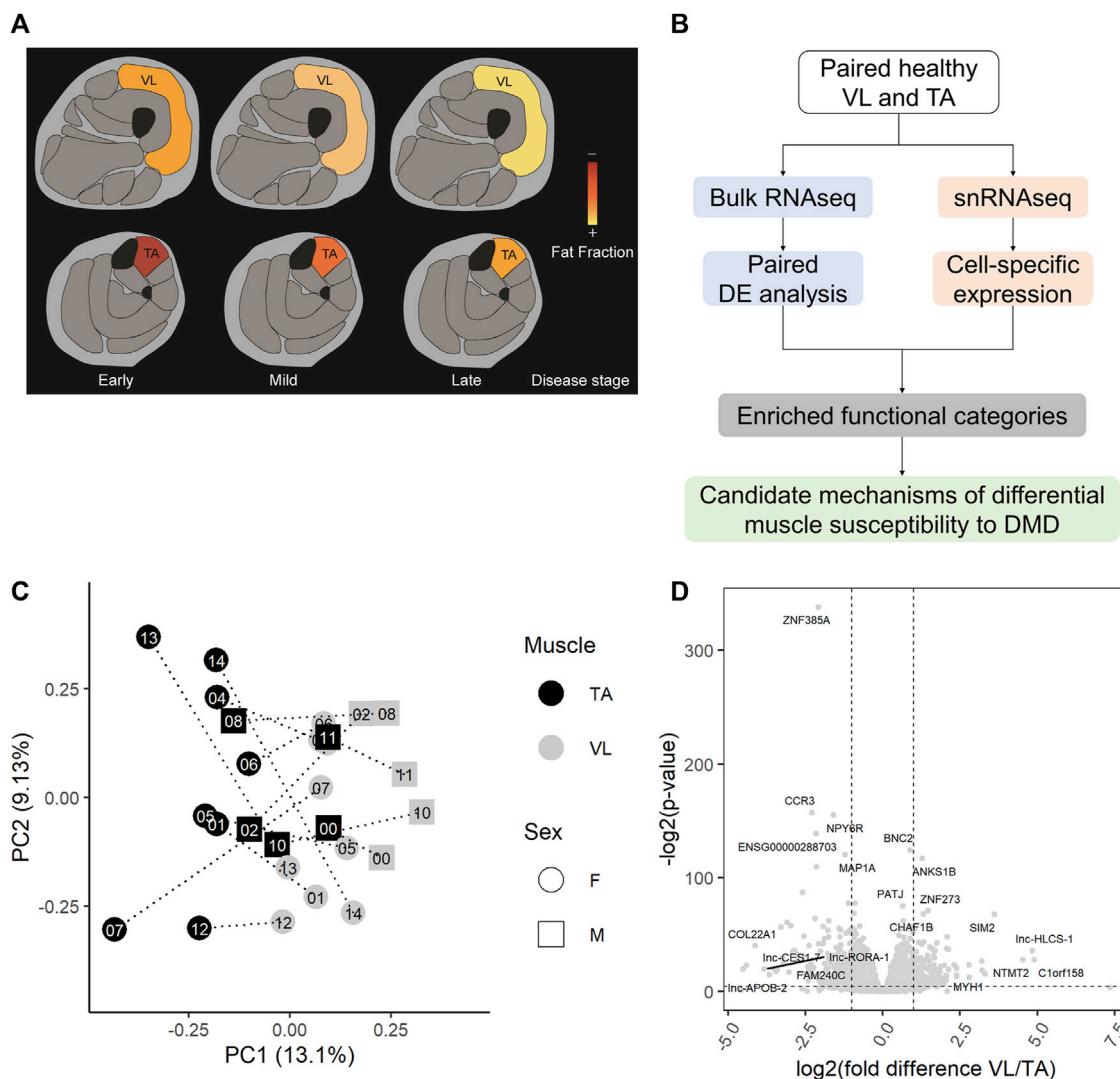 A
VL
VL
VL
−
+
Fat Fraction
TA
TA
TA
Early
Mild
Late
Disease stage
B
Paired healthy
VL and TA
Bulk RNAseq
snRNAseq
Paired
DE analysis
Cell-specific
expression
Enriched functional categories
Candidate mechanisms of differential
muscle susceptibility to DMD
C
PC2 (9.13%)
0.25
0.00
-0.25
13
14
04
08
06
02
08
11
06
07
11
05
01
02
10
00
10
05
00
13
01
14
07
12
12
-0.25
0.00
0.25
PC1 (13.1%)
Muscle
TA
VL
Sex
F
M
D
-log2(p-value)
300
200
100
0
ZNF385A
CCR3
NPY6R
ENSG00000288703
BNC2
MAP1A
ANKS1B
PATJ
ZNF273
CHAF1B
SIM2
COL22A1
lnc-HLCS-1
lnc-CES1-7
lnc-RORA-1
FAM240C
NTMT2
C1orf158
lnc-APOB-2
MYH1
-5.0
-2.5
0.0
2.5
5.0
7.5
log2(fold difference VL/TA)